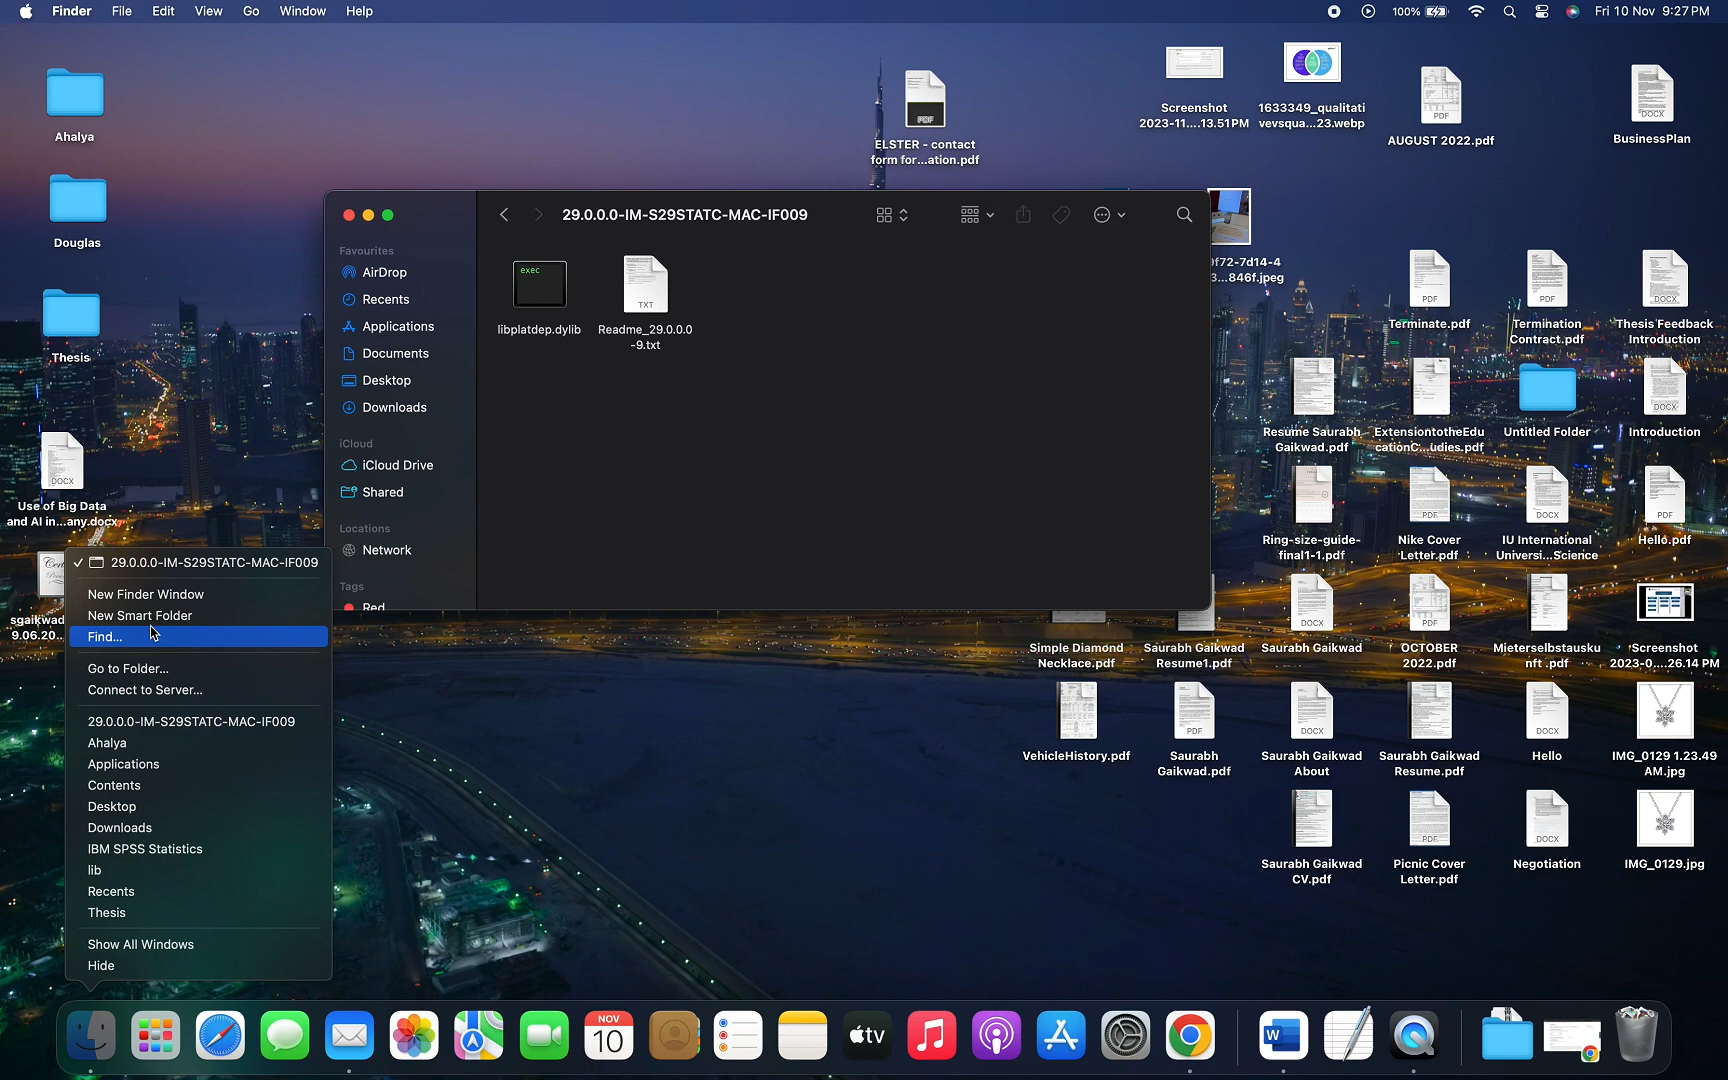 Finder File Edit View Go Window Help
100% Fri 10 Nov 9:27 PM
Ahalya
Douglas
Thesis
DOCX
Use of Big Data
and AI in...any.docx
sgaikwad
9.06.20..
PDF
ELSTER - contact
form for...ation.pdf
Screenshot
2023-11....13.51 PM
1633349_qualitati
vevsqua...23.webp
PDF
AUGUST 2022.pdf
DOCX
BusinessPlan
29.0.0.0-IM-S29STATC-MAC-IF009
Favourites
AirDrop
Recents
Applications
Documents
Desktop
Downloads
iCloud
iCloud Drive
Shared
Locations
Network
Tags
Red
exec
libplatdep.dylib
TXT
Readme_29.0.0.0
-9.txt
f72-7d14-4
3...846f.jpeg
PDF
Terminate.pdf
PDF
Termination
Contract.pdf
DOCX
Thesis Feedback
Introduction
Resume Saurabh
Gaikwad.pdf
ExtensiontotheEdu
cationC...udies.pdf
Untitled Folder
DOCX
Introduction
Ring-size-guide-
final1-1.pdf
PDF
Nike Cover
Letter.pdf
DOCX
IU International
Universi...Science
PDF
Hello.pdf
Simple Diamond
Necklace.pdf
Saurabh Gaikwad
Resume1.pdf
DOCX
Saurabh Gaikwad
PDF
OCTOBER
2022.pdf
Mieterselbstausku
nft .pdf
Screenshot
2023-0....26.14 PM
VehicleHistory.pdf
PDF
Saurabh
Gaikwad.pdf
DOCX
Saurabh Gaikwad
About
Saurabh Gaikwad
Resume.pdf
DOCX
Hello
IMG_0129 1.23.49
AM.jpg
Saurabh Gaikwad
CV.pdf
PDF
Picnic Cover
Letter.pdf
DOCX
Negotiation
IMG_0129.jpg
✓ 29.0.0.0-IM-S29STATC-MAC-IF009
New Finder Window
New Smart Folder
Find...
Go to Folder...
Connect to Server...
29.0.0.0-IM-S29STATC-MAC-IF009
Ahalya
Applications
Contents
Desktop
Downloads
IBM SPSS Statistics
lib
Recents
Thesis
Show All Windows
Hide
NOV
10
tv
W